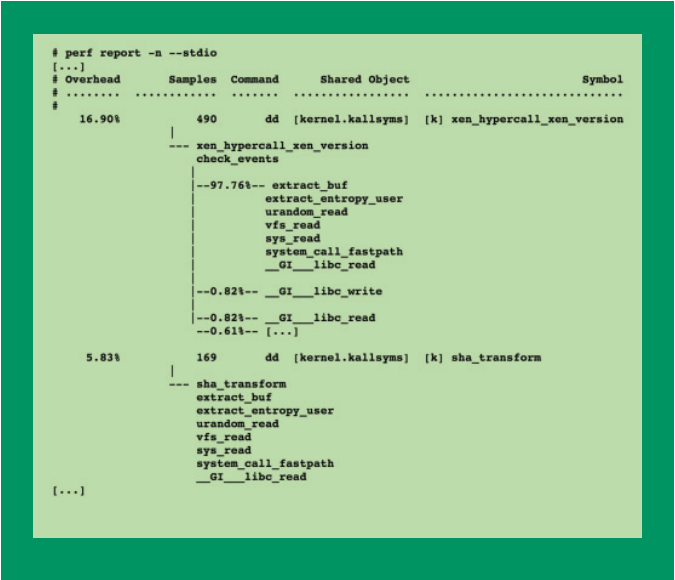 # perf report -n --stdio
[...]
# Overhead       Samples  Command      Shared Object                         Symbol
# ........  ............  .......  .................  .............................
#
    16.90%           490       dd  [kernel.kallsyms]  [k] xen_hypercall_xen_version
                |
                --- xen_hypercall_xen_version
                    check_events
                   |
                   |--97.76%-- extract_buf
                   |          extract_entropy_user
                   |          urandom_read
                   |          vfs_read
                   |          sys_read
                   |          system_call_fastpath
                   |          __GI___libc_read
                   |
                   |--0.82%-- __GI___libc_write
                   |
                   |--0.82%-- __GI___libc_read
                    --0.61%-- [...]
     5.83%           169       dd  [kernel.kallsyms]  [k] sha_transform
                |
                --- sha_transform
                    extract_buf
                    extract_entropy_user
                    urandom_read
                    vfs_read
                    sys_read
                    system_call_fastpath
                    __GI___libc_read
[...]